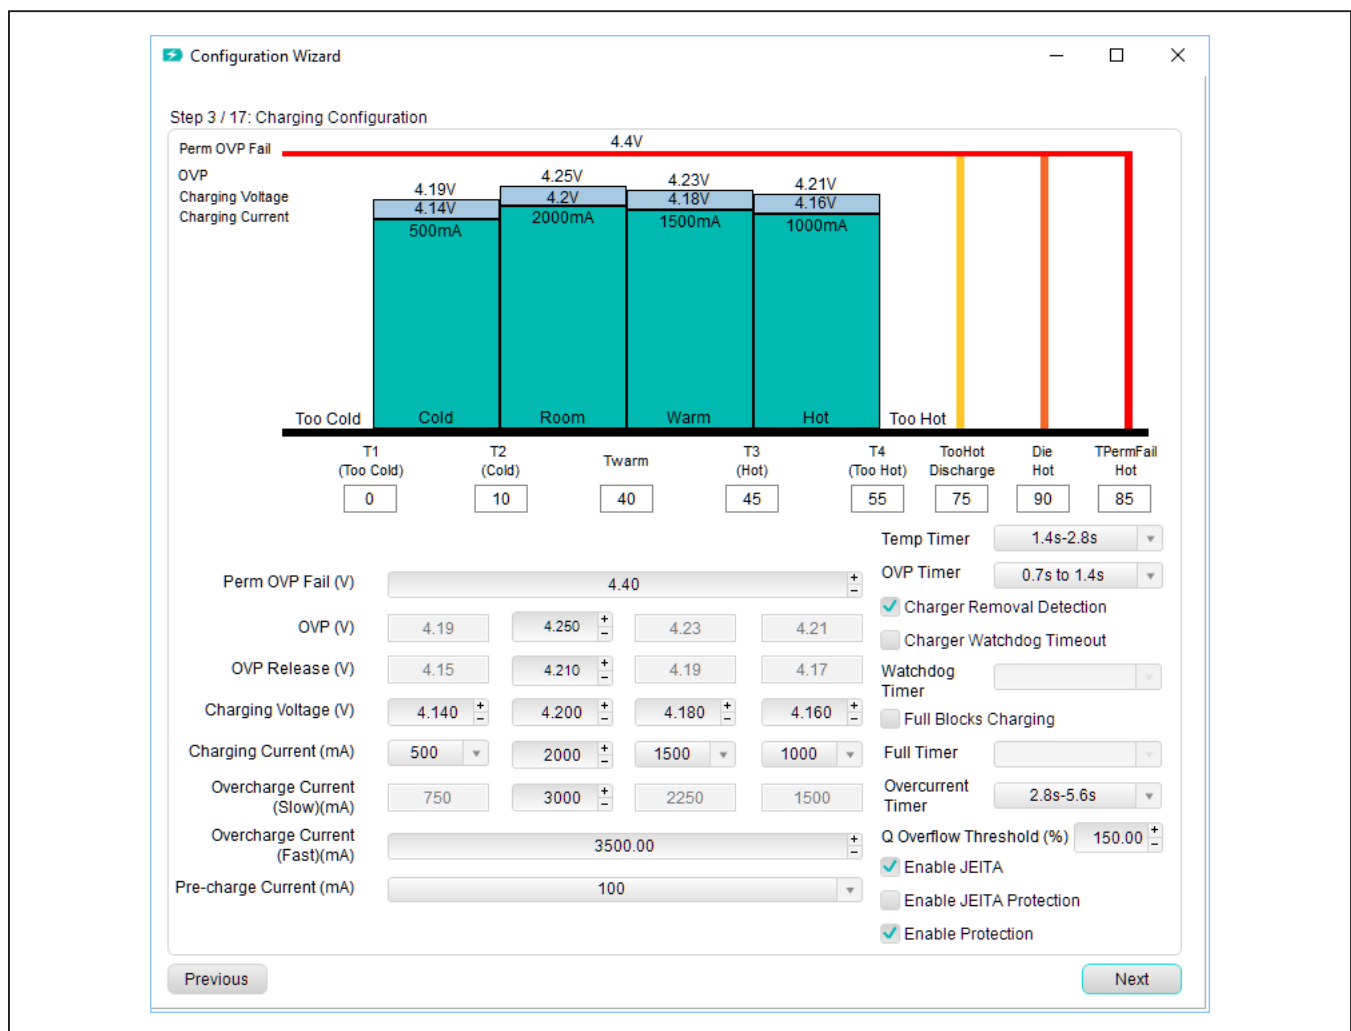 Configuration Wizard
Step 3 / 17: Charging Configuration
Perm OVP Fail
4.4V
OVP
Charging Voltage
Charging Current
4.19V 4.25V 4.23V 4.21V
4.14V 4.2V 4.18V 4.16V
500mA 2000mA 1500mA 1000mA
Too Cold Cold Room Warm Hot Too Hot
T1 (Too Cold) T2 (Cold) Twarm T3 (Hot) T4 (Too Hot) TooHot Discharge Die Hot TPermFail Hot
0 10 40 45 55 75 90 85
Perm OVP Fail (V) 4.40 + −
OVP (V) 4.19 4.250 + − 4.23 4.21
OVP Release (V) 4.15 4.210 + − 4.19 4.17
Charging Voltage (V) 4.140 + − 4.200 + − 4.180 + − 4.160 + −
Charging Current (mA) 500 2000 + − 1500 1000
Overcharge Current (Slow)(mA) 750 3000 + − 2250 1500
Overcharge Current (Fast)(mA) 3500.00 + −
Pre-charge Current (mA) 100
Temp Timer 1.4s-2.8s
OVP Timer 0.7s to 1.4s
Charger Removal Detection
Charger Watchdog Timeout
Watchdog Timer
Full Blocks Charging
Full Timer
Overcurrent Timer 2.8s-5.6s
Q Overflow Threshold (%) 150.00 + −
Enable JEITA
Enable JEITA Protection
Enable Protection
Previous
Next